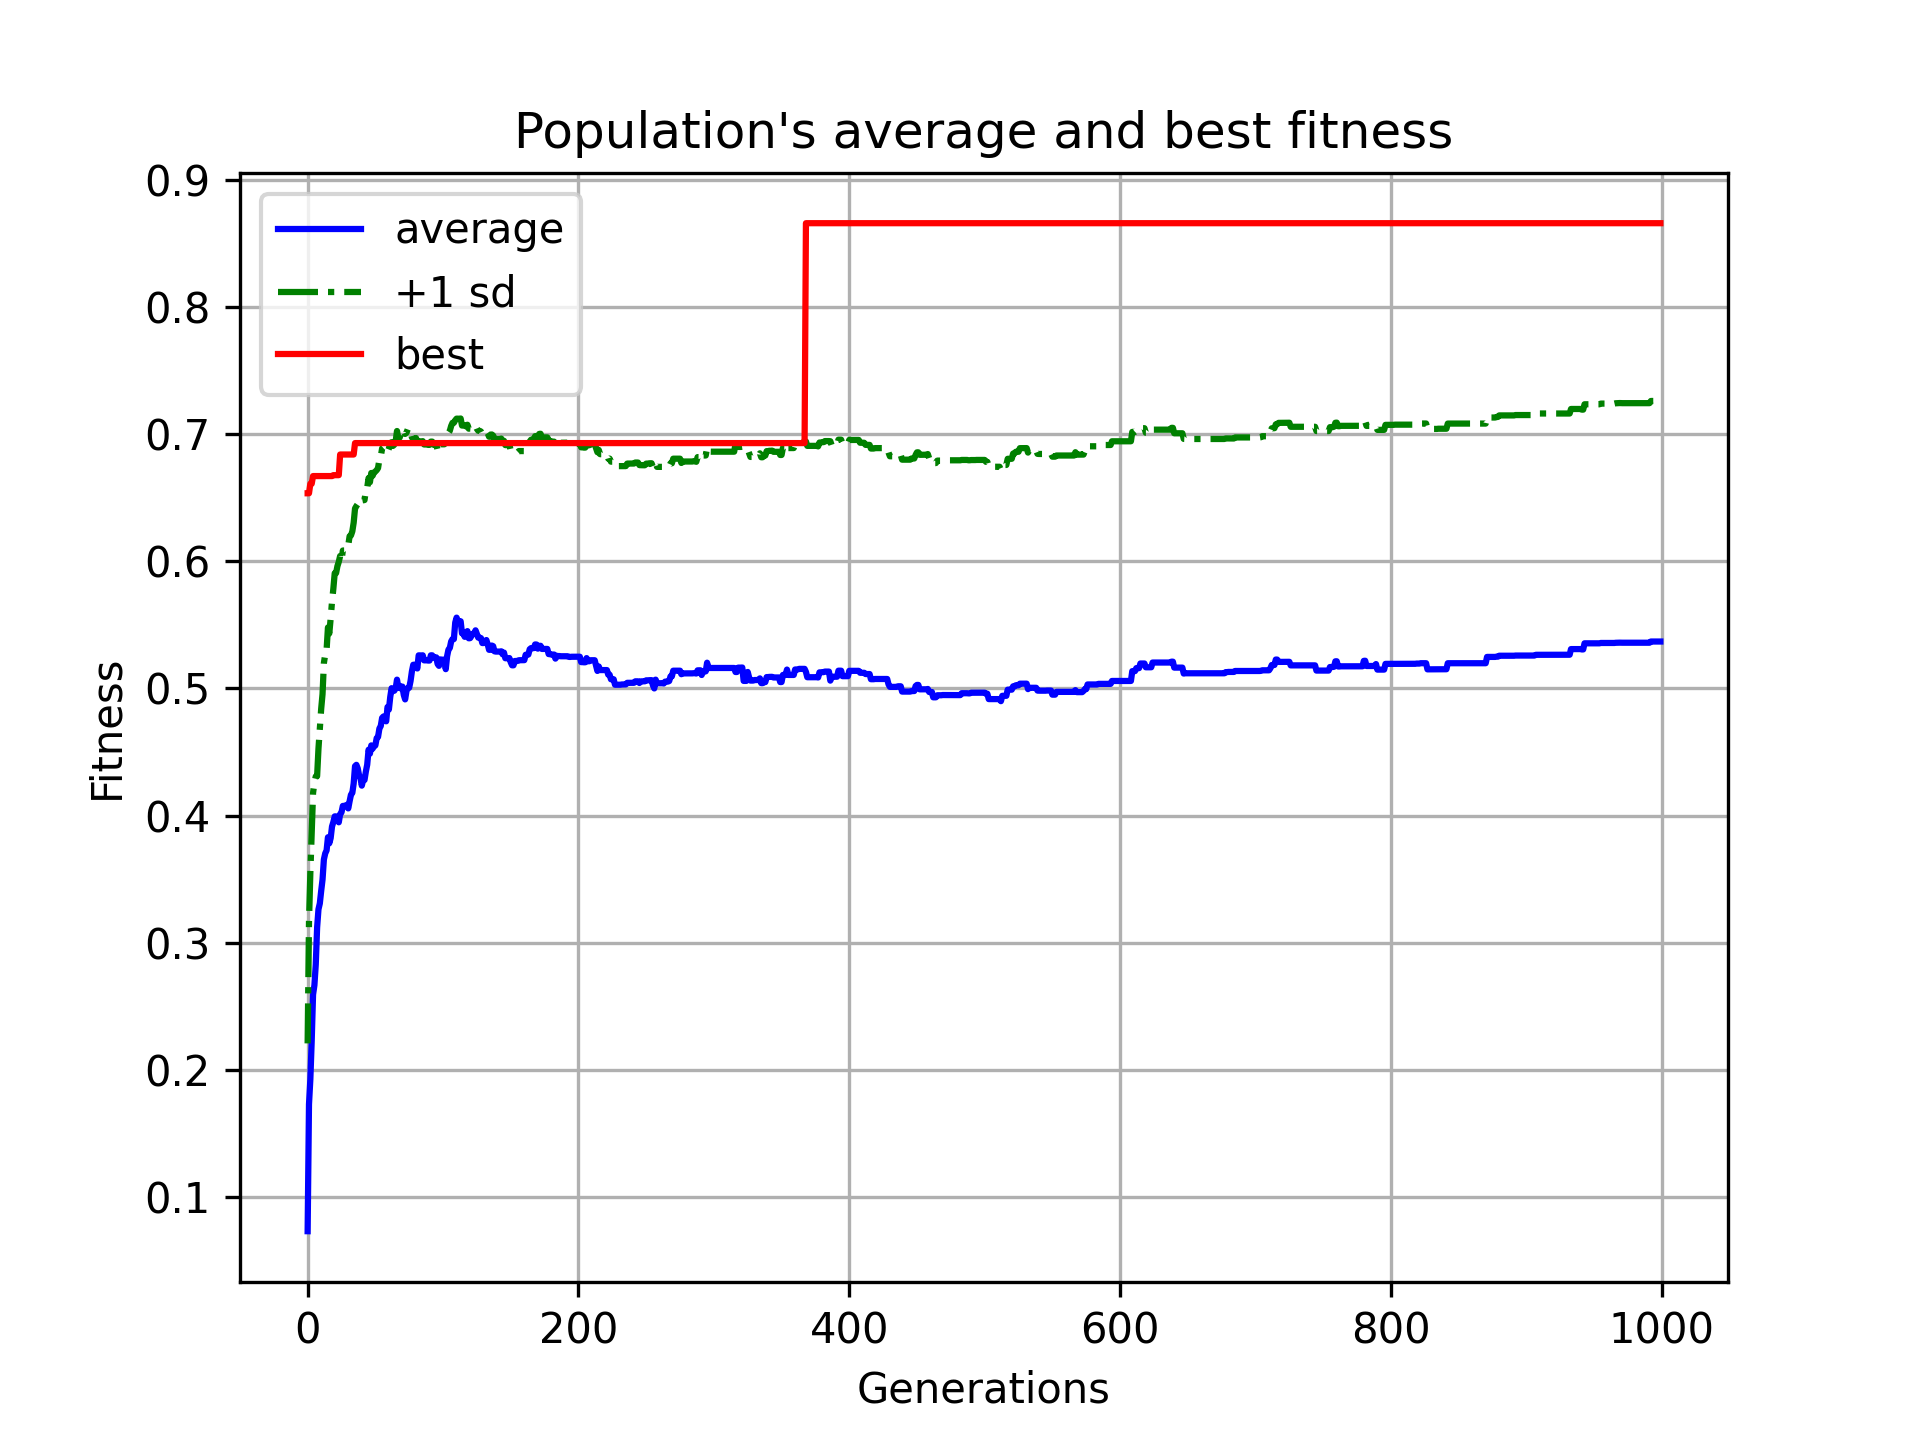 Population's average and best fitness
0.9
0.8
0.7
0.6
0.5
0.4
0.3
0.2
0.1
average
+1 sd
best
Fitness
0 200 400 600 800 1000
Generations